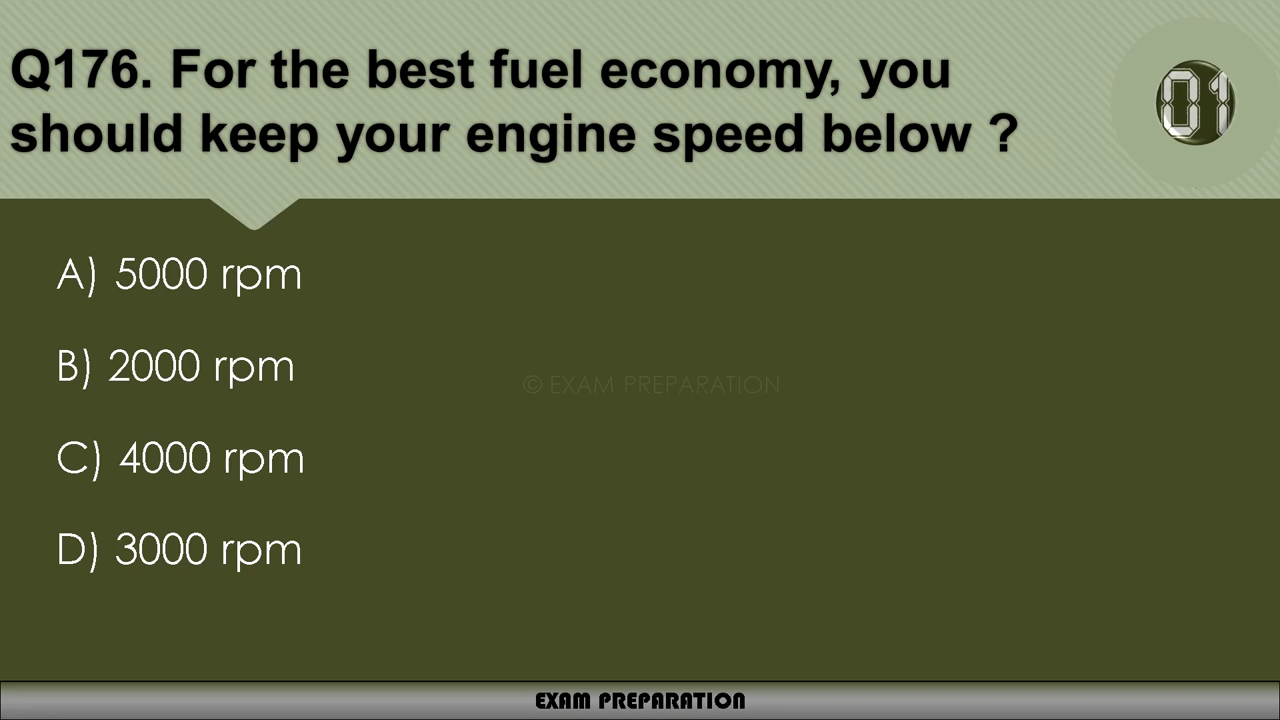 Q176. For the best fuel economy, you
should keep your engine speed below ?
01
A) 5000 rpm
B) 2000 rpm
© EXAM PREPARATION
C) 4000 rpm
D) 3000 rpm
EXAM PREPARATION